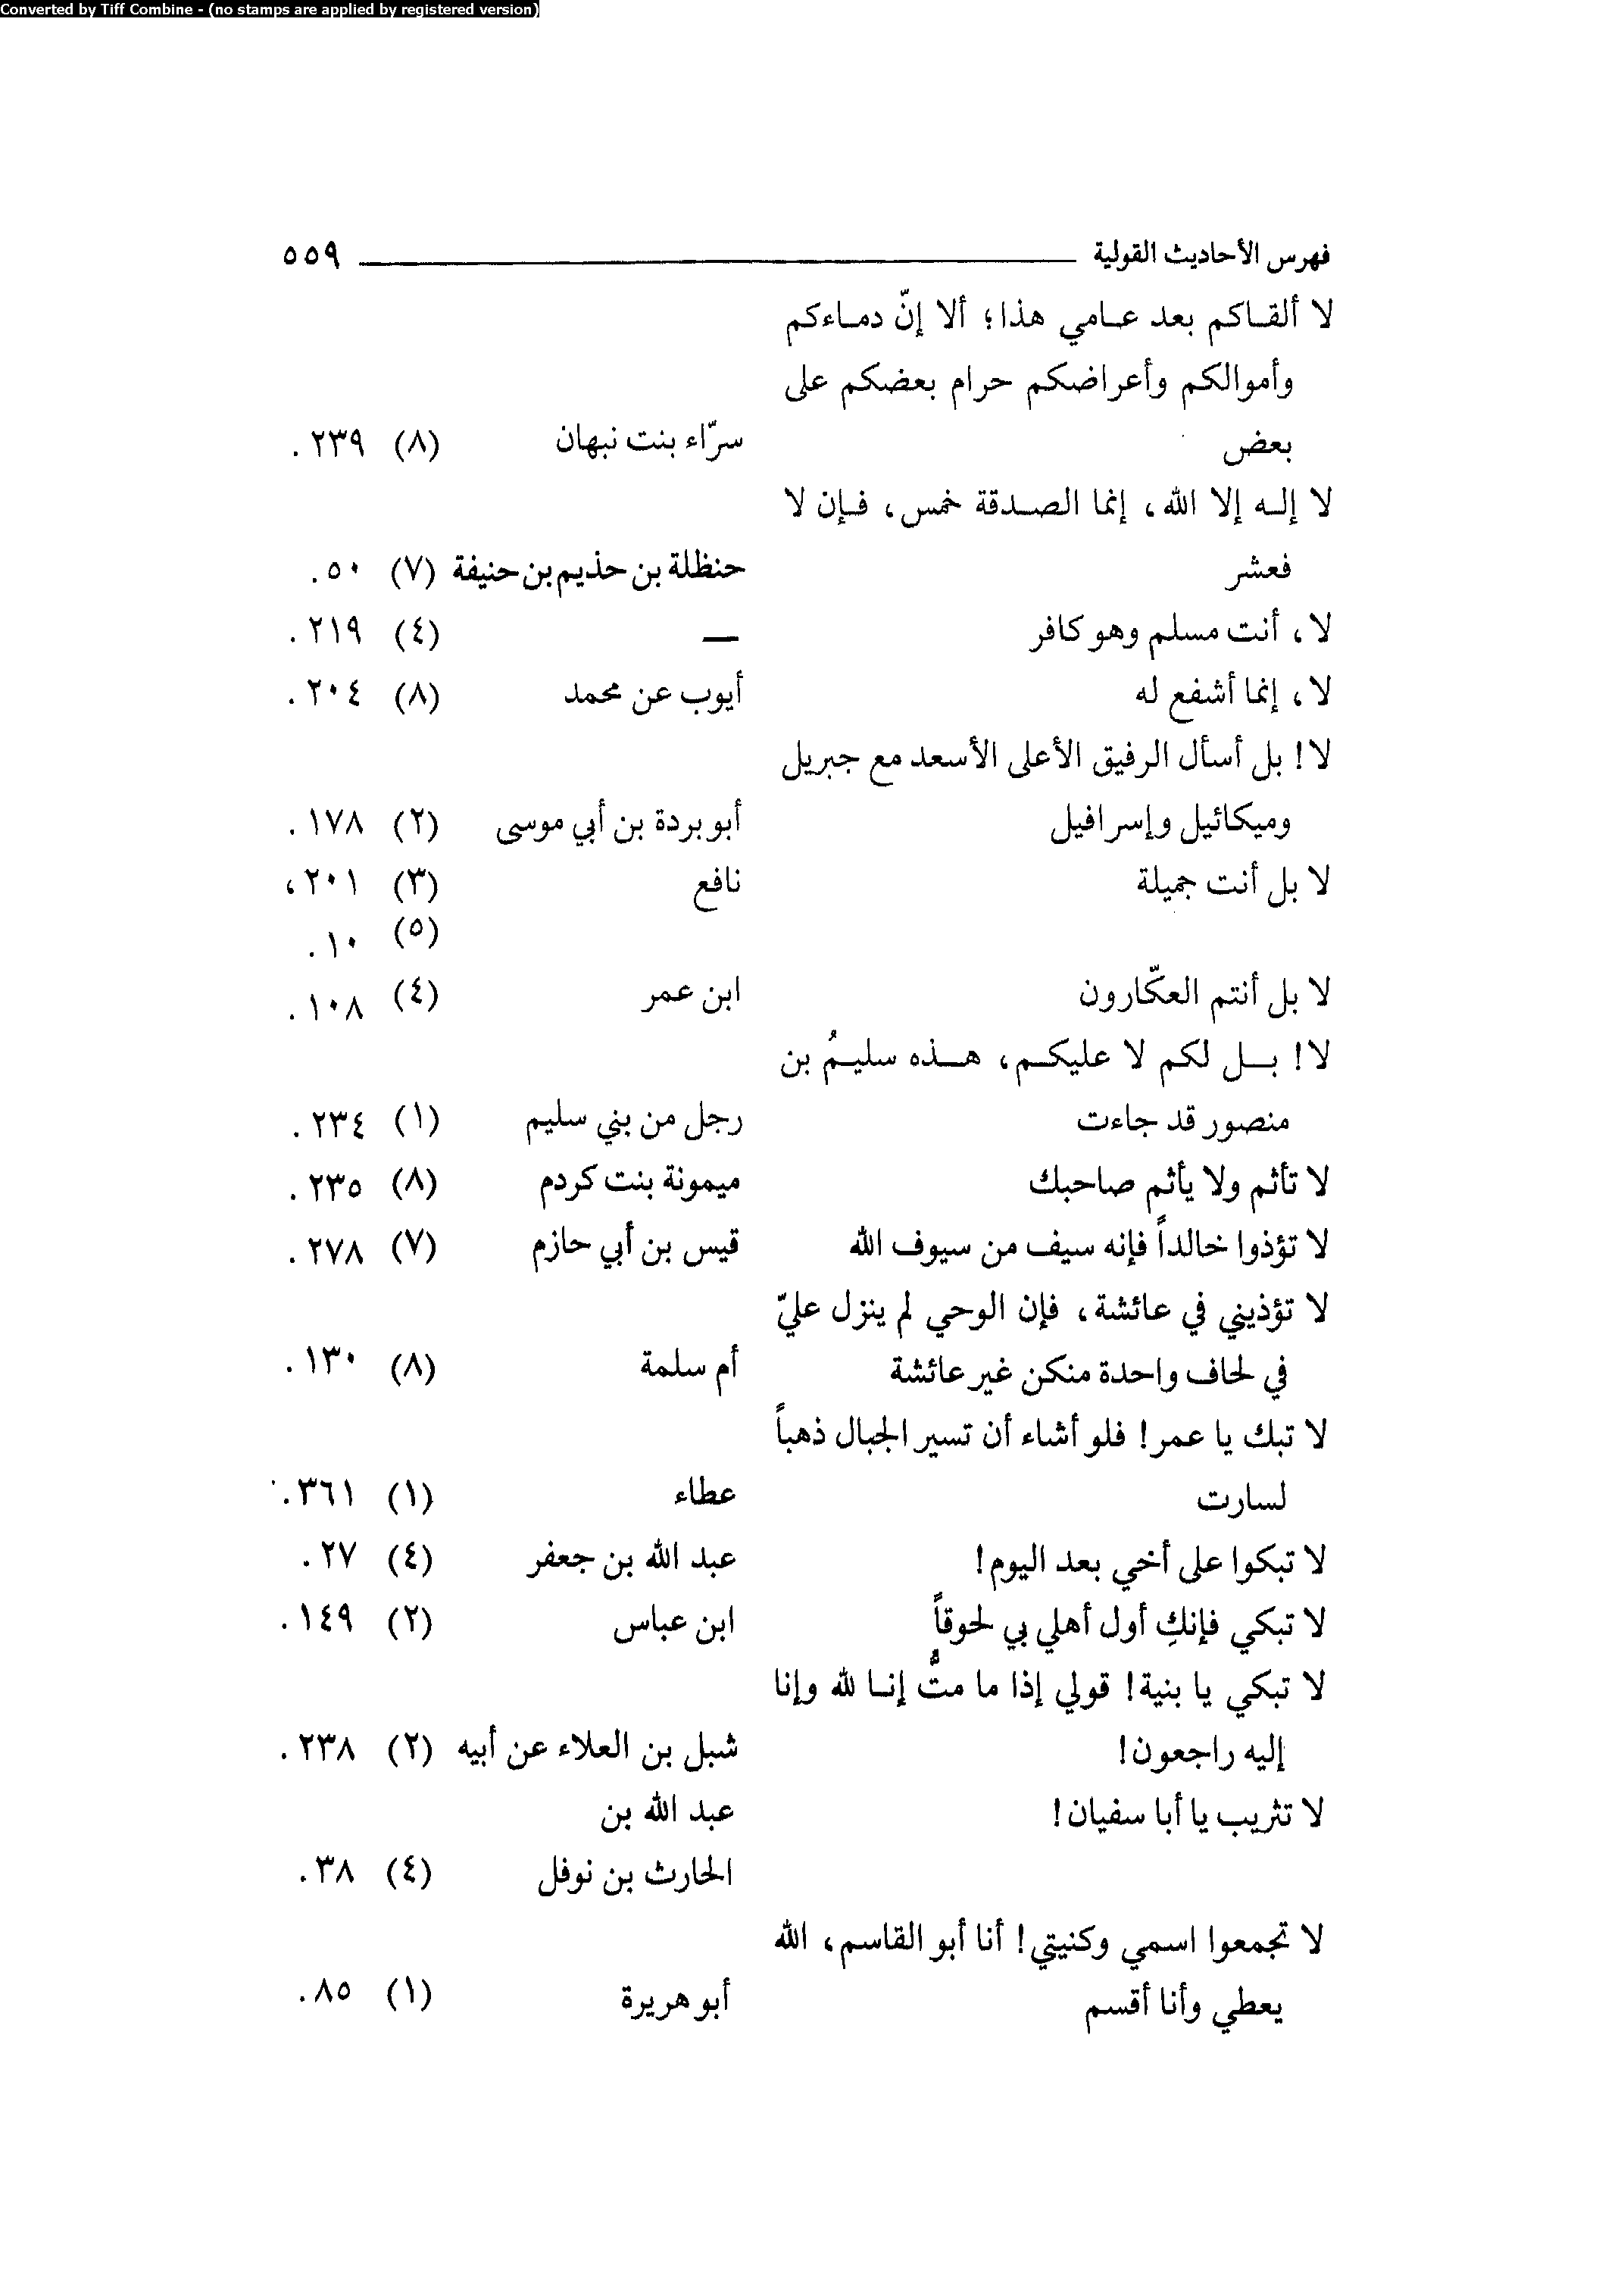 Converted by Tiff Combine - (no stamps are applied by registered version)
فهرس الأحاديث القولية ٥٥٩
لا ألقاكم بعد عامي هذا؛ ألا إنّ دماءكم
وأموالكم وأعراضكم حرام بعضكم على
بعض سرّاء بنت نبهان (٨) ٢٣٩.
لا إله إلا الله، إنما الصدقة خمس، فإن لا
فعشر حنظلة بن حذيم بن حنيفة (٧) ٥٠.
لا، أنت مسلم وهو كافر — (٤) ٢١٩.
لا، إنما أشفع له أيوب عن محمد (٨) ٢٠٤.
لا! بل أسأل الرفيق الأعلى الأسعد مع جبريل
وميكائيل وإسرافيل أبو بردة بن أبي موسى (٢) ١٧٨.
لا بل أنت جميلة نافع (٣) ٢٠١،
(٥) ١٠.
لا بل أنتم العكّارون ابن عمر (٤) ١٠٨.
لا! بل لكم لا عليكم، هذه سليمُ بن
منصور قد جاءت رجل من بني سليم (١) ٢٣٤.
لا تأثم ولا يأثم صاحبك ميمونة بنت كردم (٨) ٢٣٥.
لا تؤذوا خالداً فإنه سيف من سيوف الله قيس بن أبي حازم (٧) ٢٧٨.
لا تؤذيني في عائشة، فإن الوحي لم ينزل عليّ
في لحاف واحدة منكن غير عائشة أم سلمة (٨) ١٣٠.
لا تبك يا عمر! فلو أشاء أن تسير الجبال ذهباً
لسارت عطاء (١) ٣٦١.
لا تبكوا على أخي بعد اليوم! عبد الله بن جعفر (٤) ٢٧.
لا تبكي فإنكِ أول أهلي بي لحوقاً ابن عباس (٢) ١٤٩.
لا تبكي يا بنية! قولي إذا ما متُّ إنا لله وإنا
إليه راجعون! شبل بن العلاء عن أبيه (٢) ٢٣٨.
لا تثريب يا أبا سفيان! عبد الله بن
الحارث بن نوفل (٤) ٣٨.
لا تجمعوا اسمي وكنيتي! أنا أبو القاسم، الله
يعطي وأنا أقسم أبو هريرة (١) ٨٥.